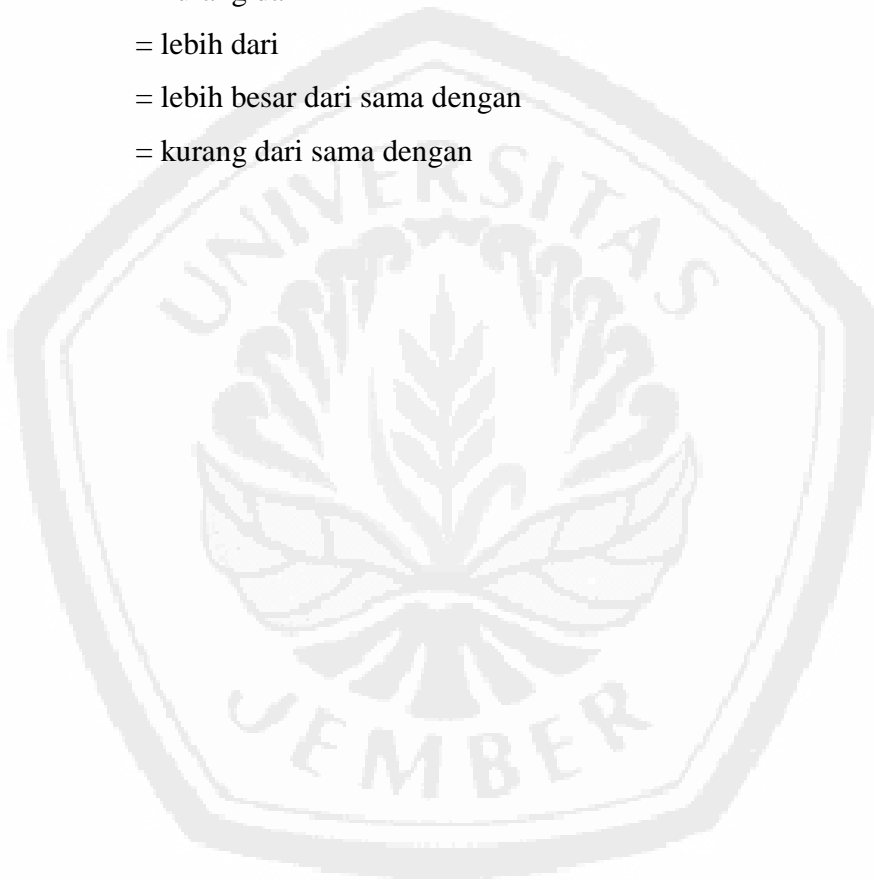 = lebih dari
= lebih besar dari sama dengan
= kurang dari sama dengan
UNIVERSITAS
JEMBER